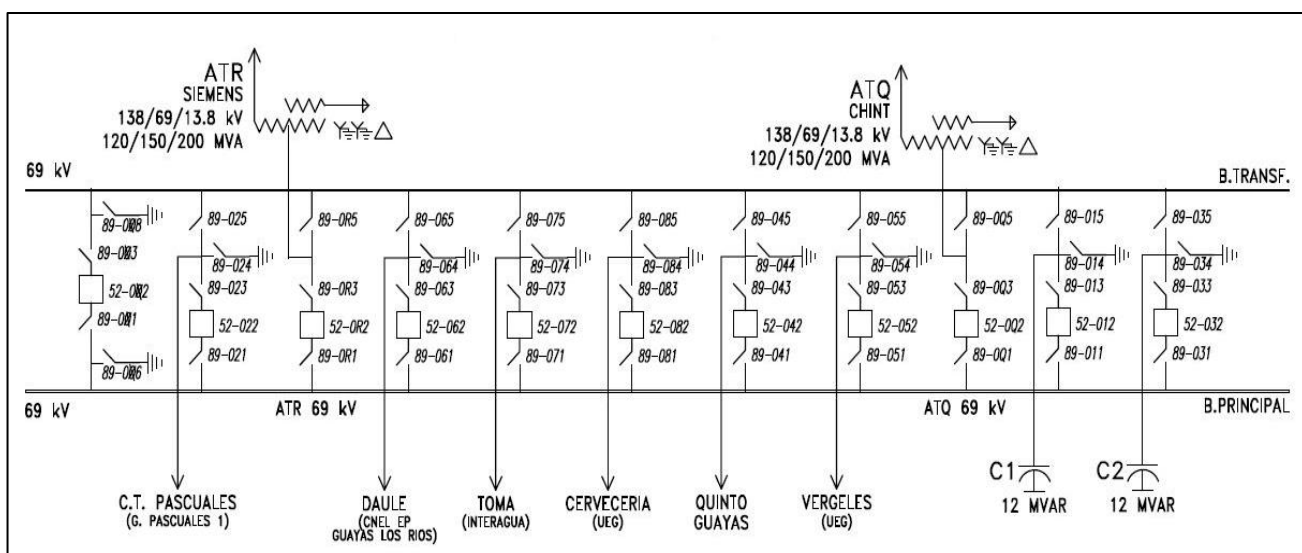 ATR
SIEMENS
138/69/13.8 kV
120/150/200 MVA
ATQ
CHINT
138/69/13.8 kV
120/150/200 MVA
69 kV
B.TRANSF.
89-025
89-0R5
89-065
89-075
89-085
89-045
89-055
89-0Q5
89-015
89-035
89-024
89-064
89-074
89-084
89-044
89-054
89-014
89-034
89-023
89-0R3
89-063
89-073
89-083
89-043
89-053
89-0Q3
89-013
89-033
52-022
52-0R2
52-062
52-072
52-082
52-042
52-052
52-0Q2
52-012
52-032
89-021
89-0R1
89-061
89-071
89-081
89-041
89-051
89-0Q1
89-011
89-031
69 kV
ATR 69 kV
ATQ 69 kV
B.PRINCIPAL
C.T. PASCUALES
(G. PASCUALES 1)
DAULE
(CNEL EP
GUAYAS LOS RIOS)
TOMA
(INTERAGUA)
CERVECERIA
(UEG)
QUINTO
GUAYAS
VERGELES
(UEG)
C1
12 MVAR
C2
12 MVAR